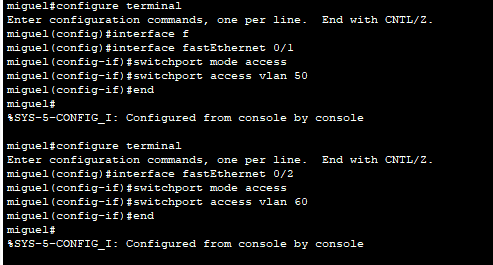 miguel#configure terminal
Enter configuration commands, one per line.  End with CNTL/Z.
miguel(config)#interface f
miguel(config)#interface fastEthernet 0/1
miguel(config-if)#switchport mode access
miguel(config-if)#switchport access vlan 50
miguel(config-if)#end
miguel#
%SYS-5-CONFIG_I: Configured from console by console

miguel#configure terminal
Enter configuration commands, one per line.  End with CNTL/Z.
miguel(config)#interface fastEthernet 0/2
miguel(config-if)#switchport mode access
miguel(config-if)#switchport access vlan 60
miguel(config-if)#end
miguel#
%SYS-5-CONFIG_I: Configured from console by console